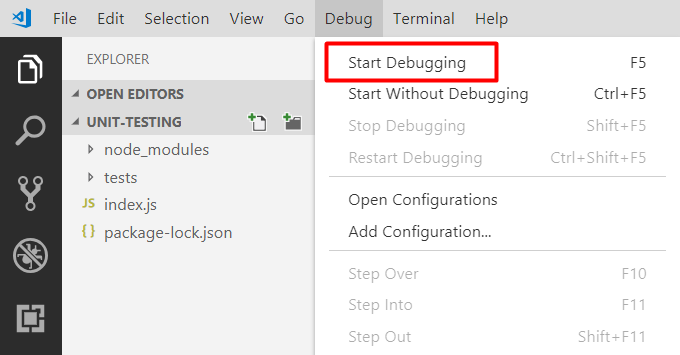 File Edit Selection View Go Debug Terminal Help
EXPLORER
OPEN EDITORS
UNIT-TESTING
node_modules
tests
JS index.js
{ } package-lock.json
Start Debugging F5
Start Without Debugging Ctrl+F5
Stop Debugging Shift+F5
Restart Debugging Ctrl+Shift+F5
Open Configurations
Add Configuration...
Step Over F10
Step Into F11
Step Out Shift+F11